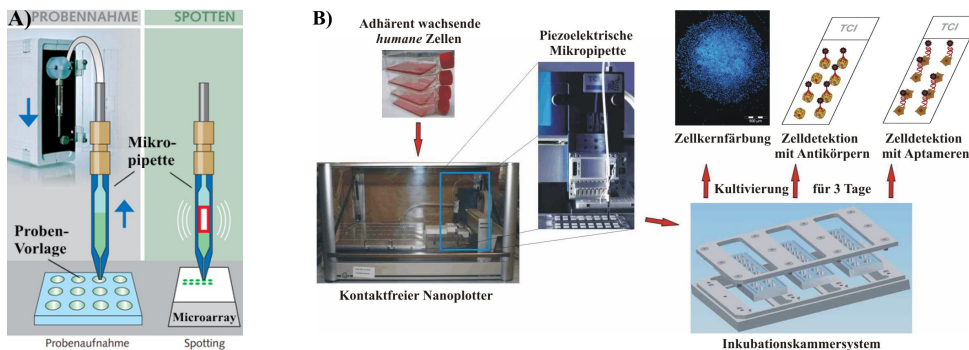 A)
PROBENNAHME
SPOTTEN
Mikro-
pipette
Proben-
Vorlage
Microarray
Probenaufnahme
Spotting
B)
Adhärent wachsende
humane Zellen
Piezoelektrische
Mikropipette
TCI
TCI
Zellkernfärbung
Zelldetektion
mit Antikörpern
Zelldetektion
mit Aptameren
Kultivierung für 3 Tage
Kontaktfreier Nanoplotter
Inkubationskammersystem